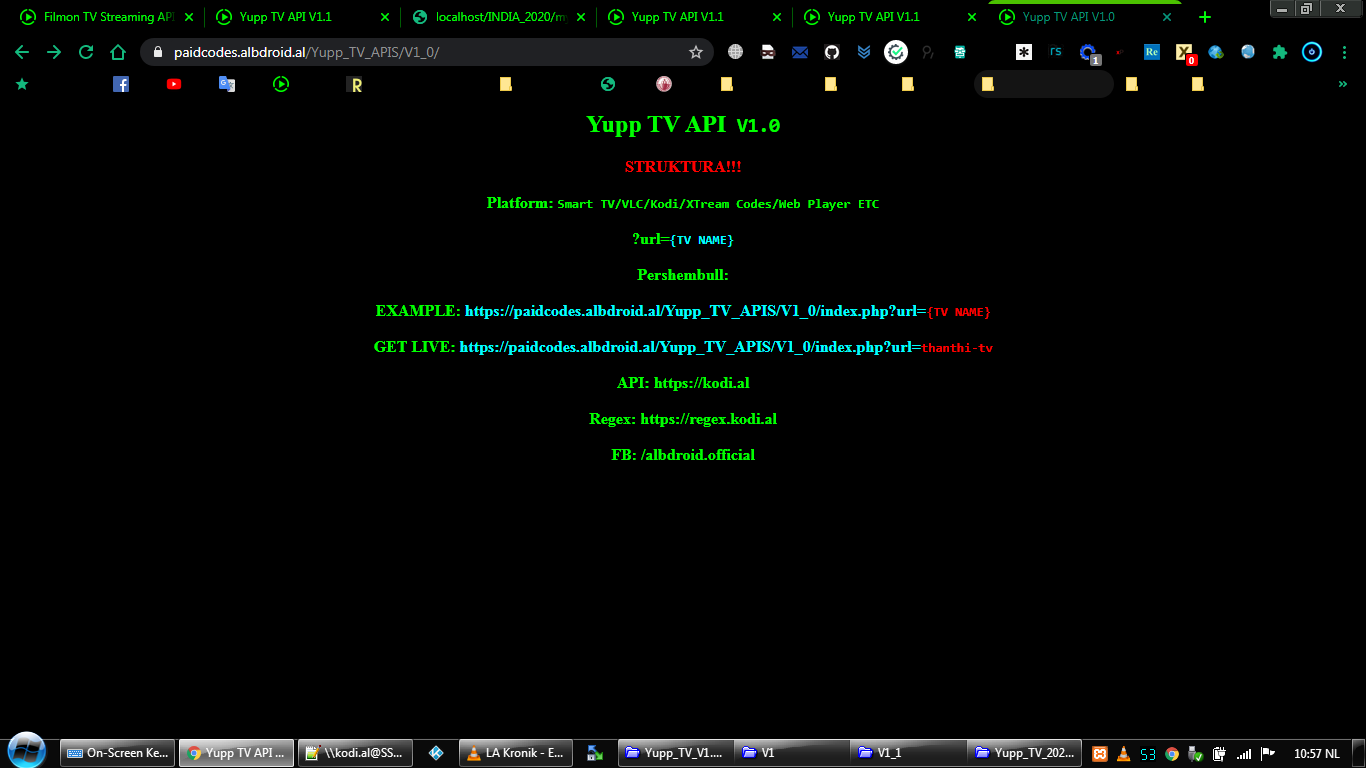 Filmon TV Streaming API
Yupp TV API V1.1
localhost/INDIA_2020/m
Yupp TV API V1.1
Yupp TV API V1.1
Yupp TV API V1.0
paidcodes.albdroid.al/Yupp_TV_APIS/V1_0/
rs
1
Re
X
0
R
Yupp TV API V1.0
STRUKTURA!!!
Platform: Smart TV/VLC/Kodi/XTream Codes/Web Player ETC
?url={TV NAME}
Pershembull:
EXAMPLE: https://paidcodes.albdroid.al/Yupp_TV_APIS/V1_0/index.php?url={TV NAME}
GET LIVE: https://paidcodes.albdroid.al/Yupp_TV_APIS/V1_0/index.php?url=thanthi-tv
API: https://kodi.al
Regex: https://regex.kodi.al
FB: /albdroid.official
On-Screen Ke...
Yupp TV API ...
\\kodi.al@SS...
LA Kronik - E...
Yupp_TV_V1....
V1
V1_1
Yupp_TV_202...
53
10:57 NL